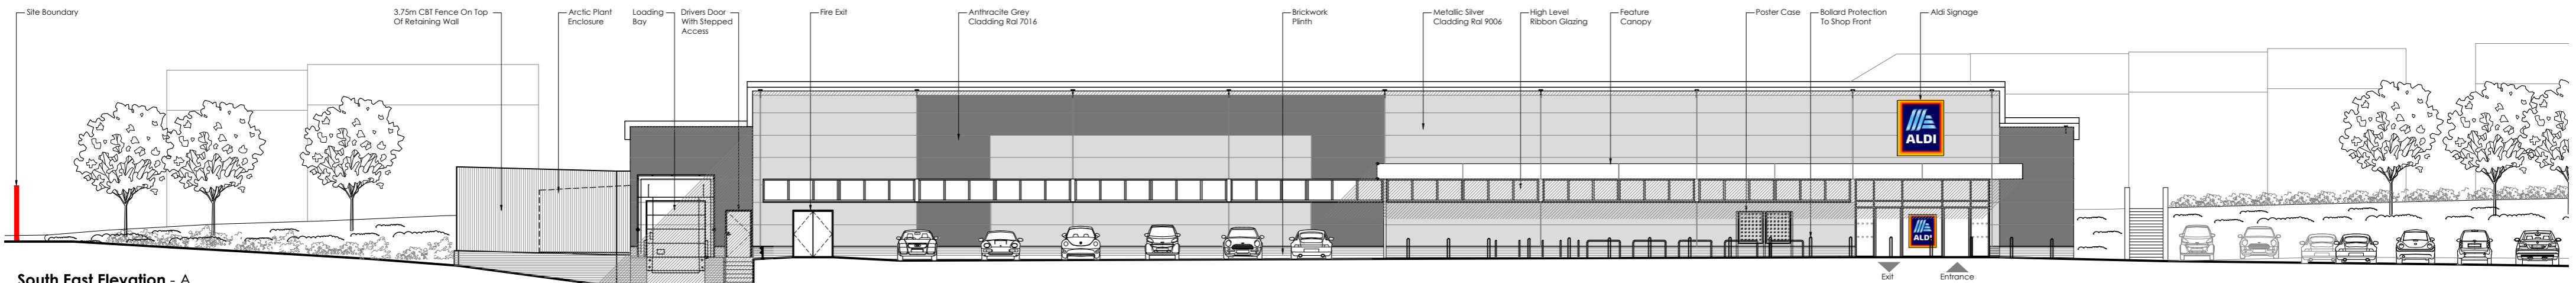 Site Boundary
3.75m CBT Fence On Top
Of Retaining Wall
Arctic Plant
Enclosure
Loading
Bay
Drivers Door
With Stepped
Access
Fire Exit
Anthracite Grey
Cladding Ral 7016
Brickwork
Plinth
Metallic Silver
Cladding Ral 9006
High Level
Ribbon Glazing
Feature
Canopy
Poster Case
Bollard Protection
To Shop Front
Aldi Signage
ALDI
ALDI
Exit
Entrance
South East Elevation - A